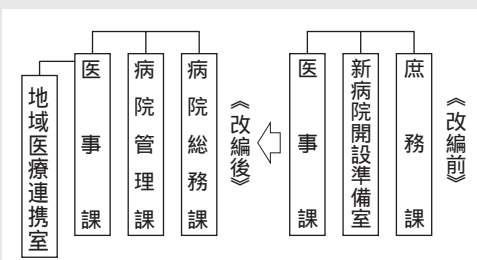 《改編前》
庶務課
新病院開設準備室
医事課
《改編後》
病院総務課
病院管理課
医事課
地域医療連携室